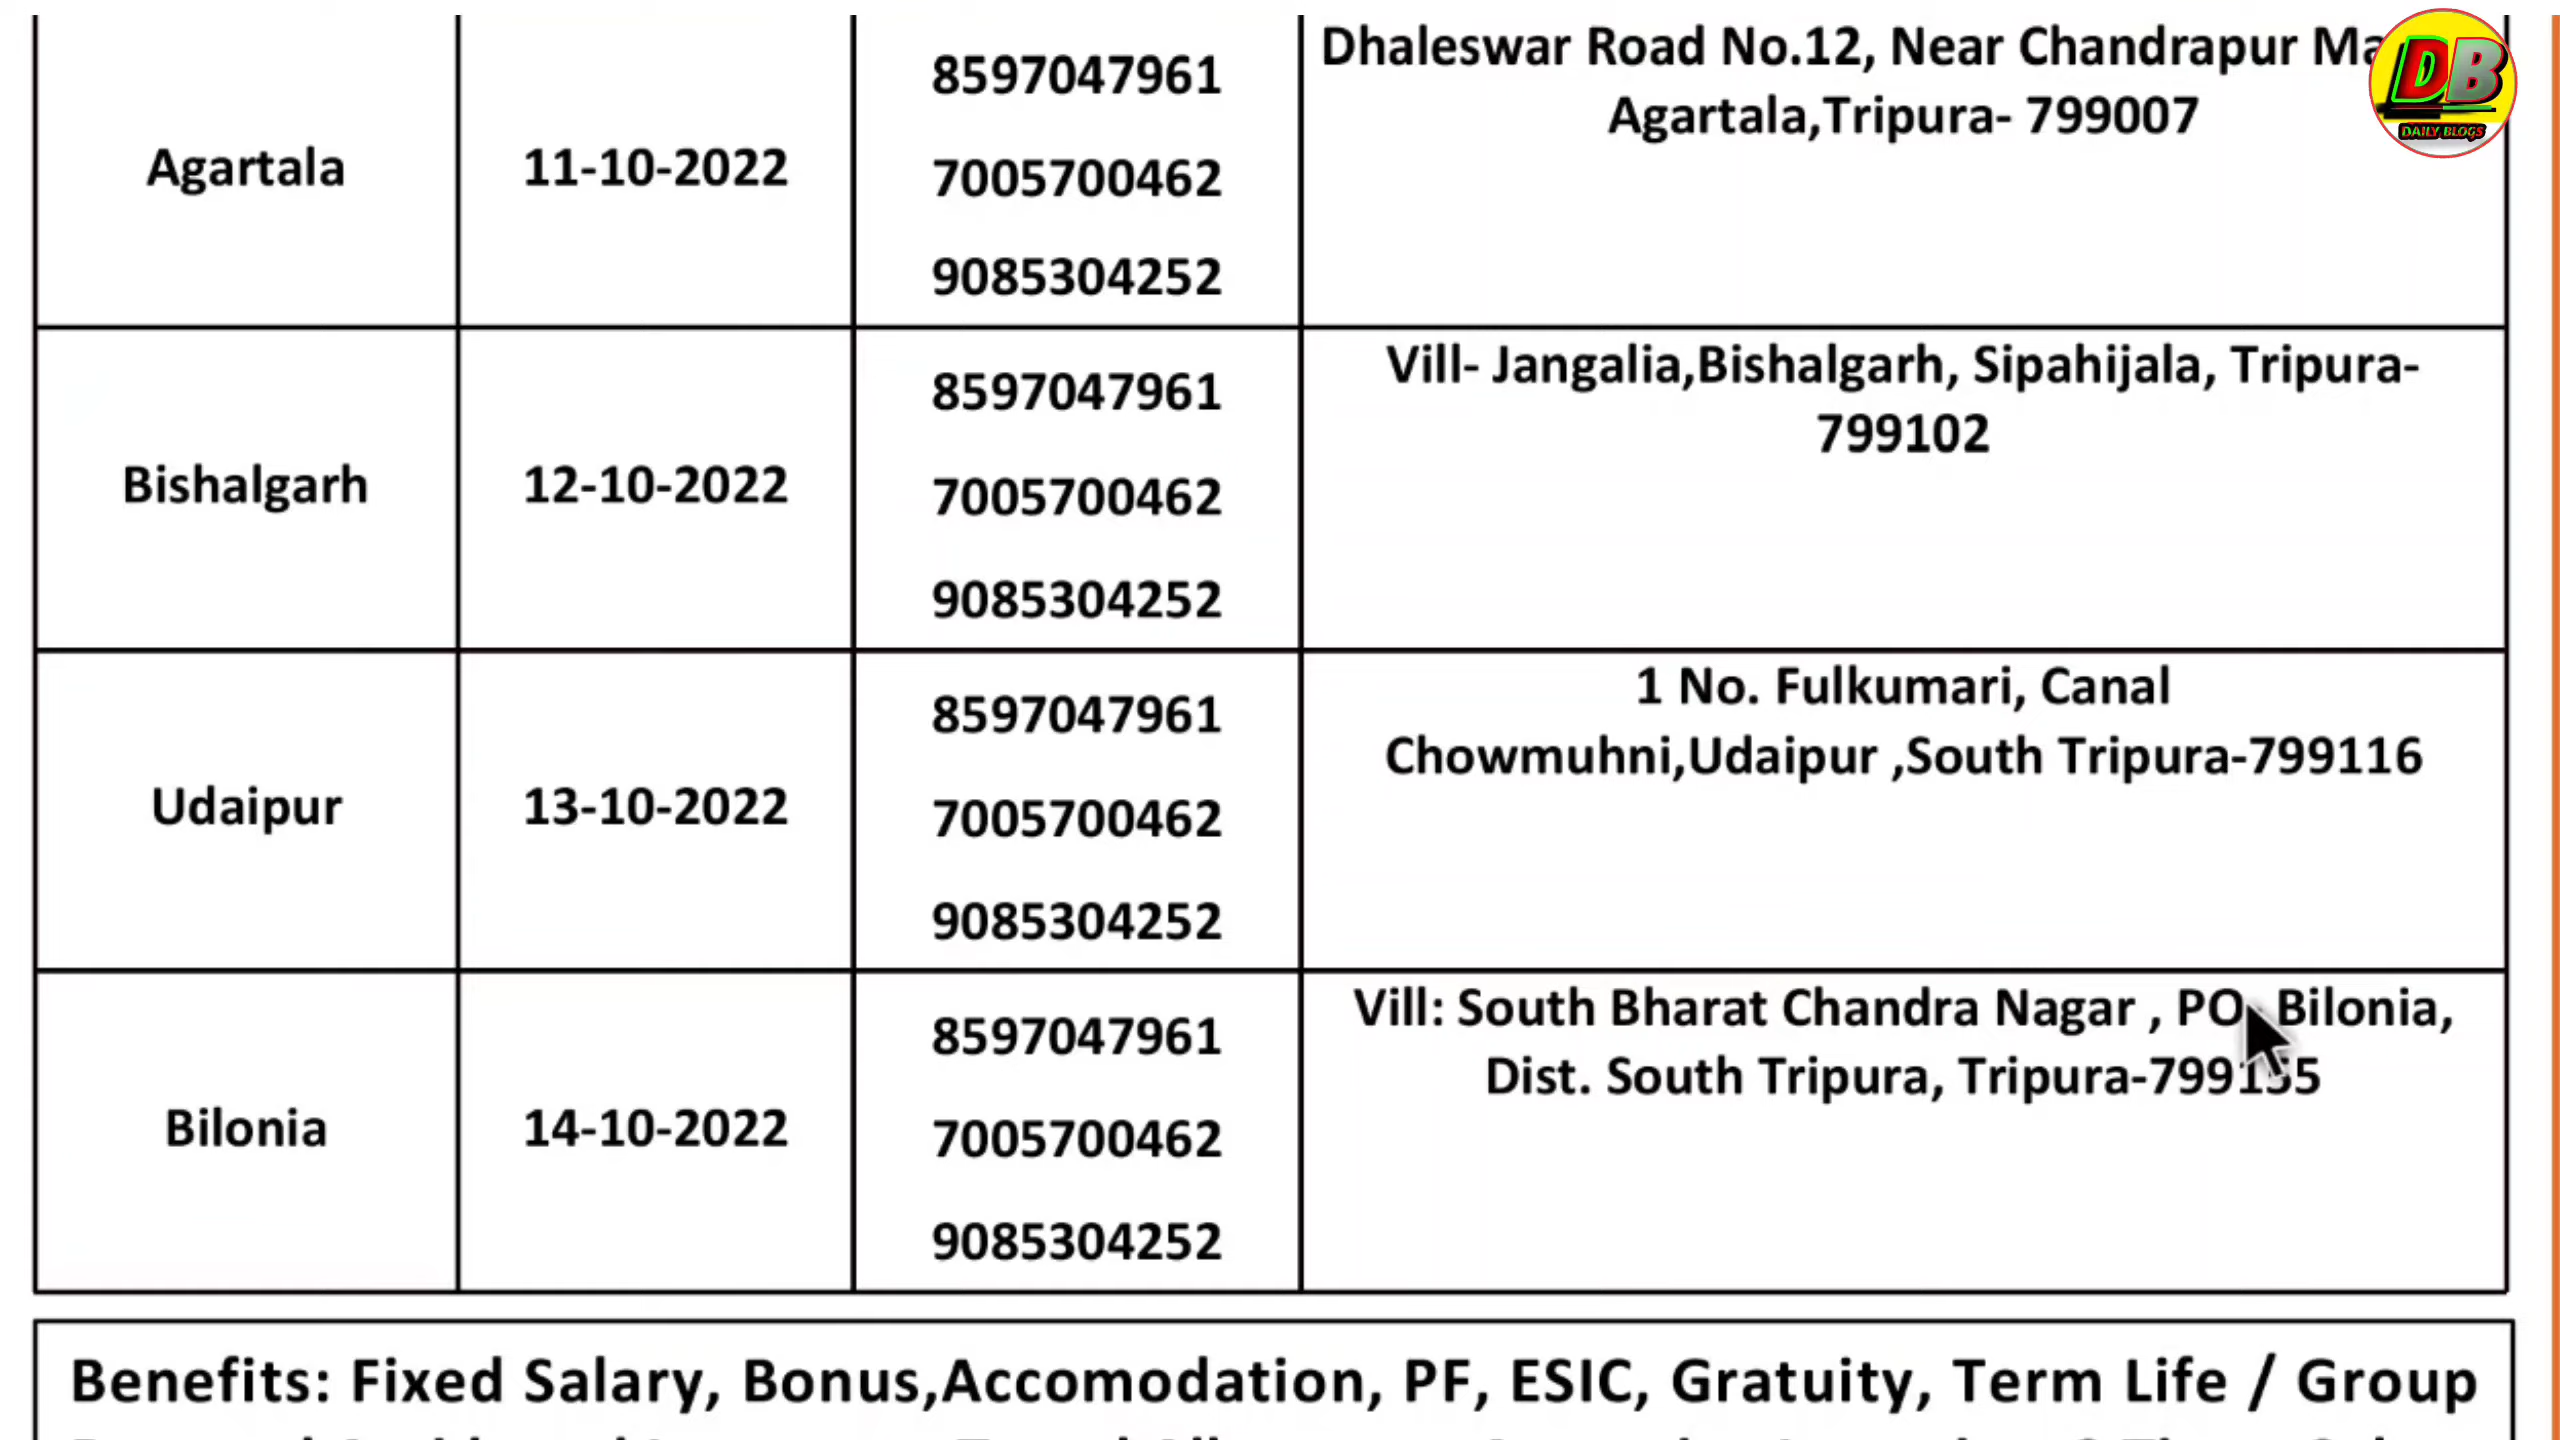 Dhaleswar Road No.12, Near Chandrapur
Agartala,Tripura- 799007
Agartala
11-10-2022
8597047961
7005700462
9085304252
Bishalgarh
12-10-2022
8597047961
7005700462
9085304252
Vill- Jangalia,Bishalgarh, Sipahijala, Tripura-
799102
Udaipur
13-10-2022
8597047961
7005700462
9085304252
1 No. Fulkumari, Canal
Chowmuhni,Udaipur ,South Tripura-799116
Bilonia
14-10-2022
8597047961
7005700462
9085304252
Vill: South Bharat Chandra Nagar , PO Bilonia,
Dist. South Tripura,
Benefits: Fixed Salary, Bonus,Accomodation, PF, ESIC, Gratuity, Term Life / Group
DB
DAILY BLOGS